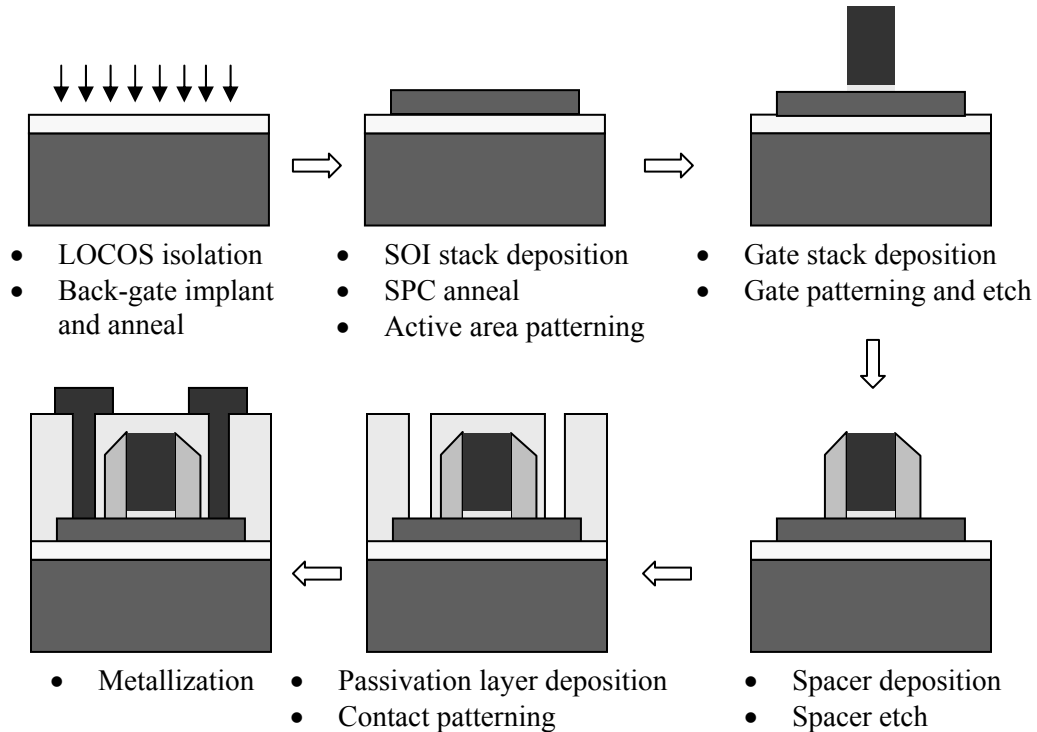 • LOCOS isolation
• Back-gate implant
and anneal
• SOI stack deposition
• SPC anneal
• Active area patterning
• Gate stack deposition
• Gate patterning and etch
• Metallization
• Passivation layer deposition
• Contact patterning
• Spacer deposition
• Spacer etch